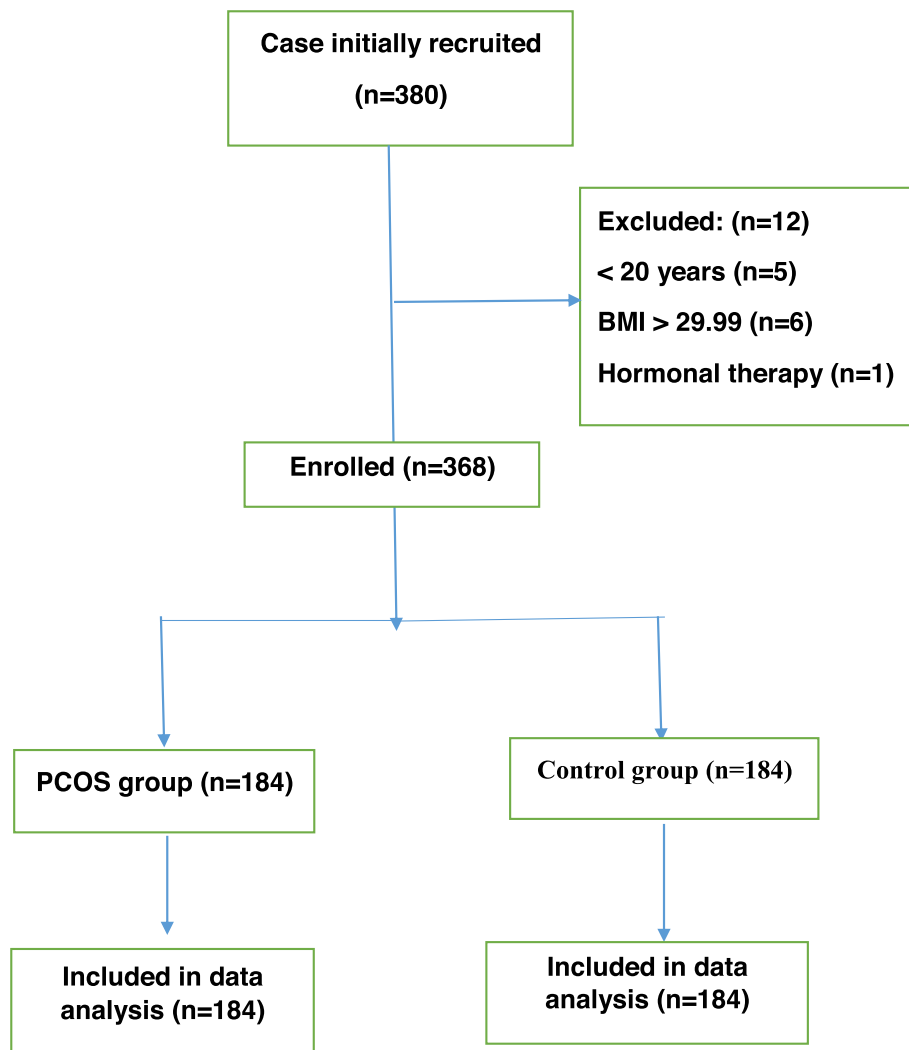 Case initially recruited
(n=380)
Excluded: (n=12)
< 20 years (n=5)
BMI > 29.99 (n=6)
Hormonal therapy (n=1)
Enrolled (n=368)
PCOS group (n=184)
Control group (n=184)
Included in data
analysis (n=184)
Included in data
analysis (n=184)